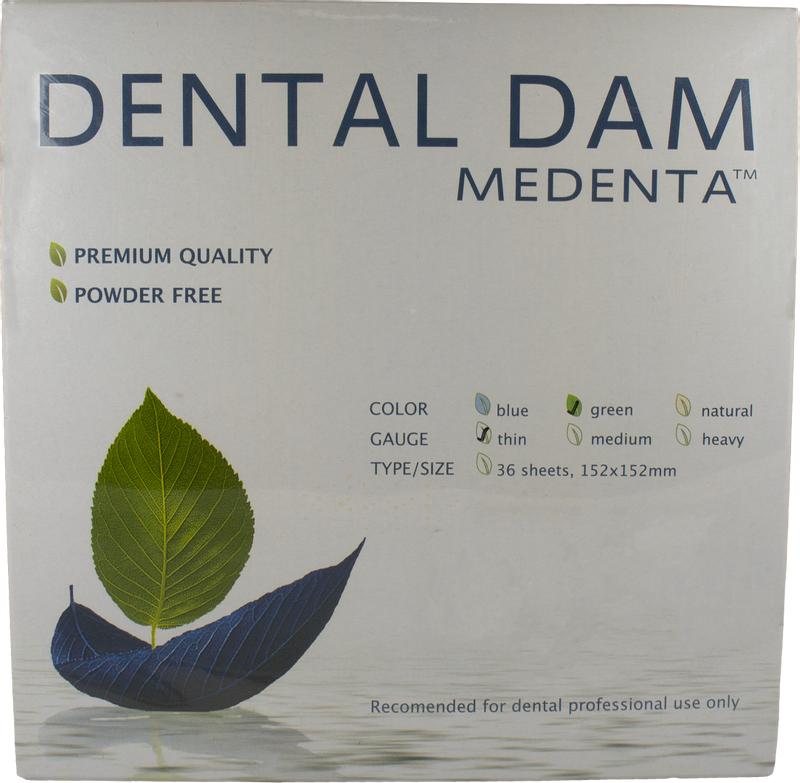 DENTAL DAM
MEDENTA™
PREMIUM QUALITY
POWDER FREE
COLOR blue green natural
GAUGE thin medium heavy
TYPE/SIZE 36 sheets, 152x152mm
Recomended for dental professional use only